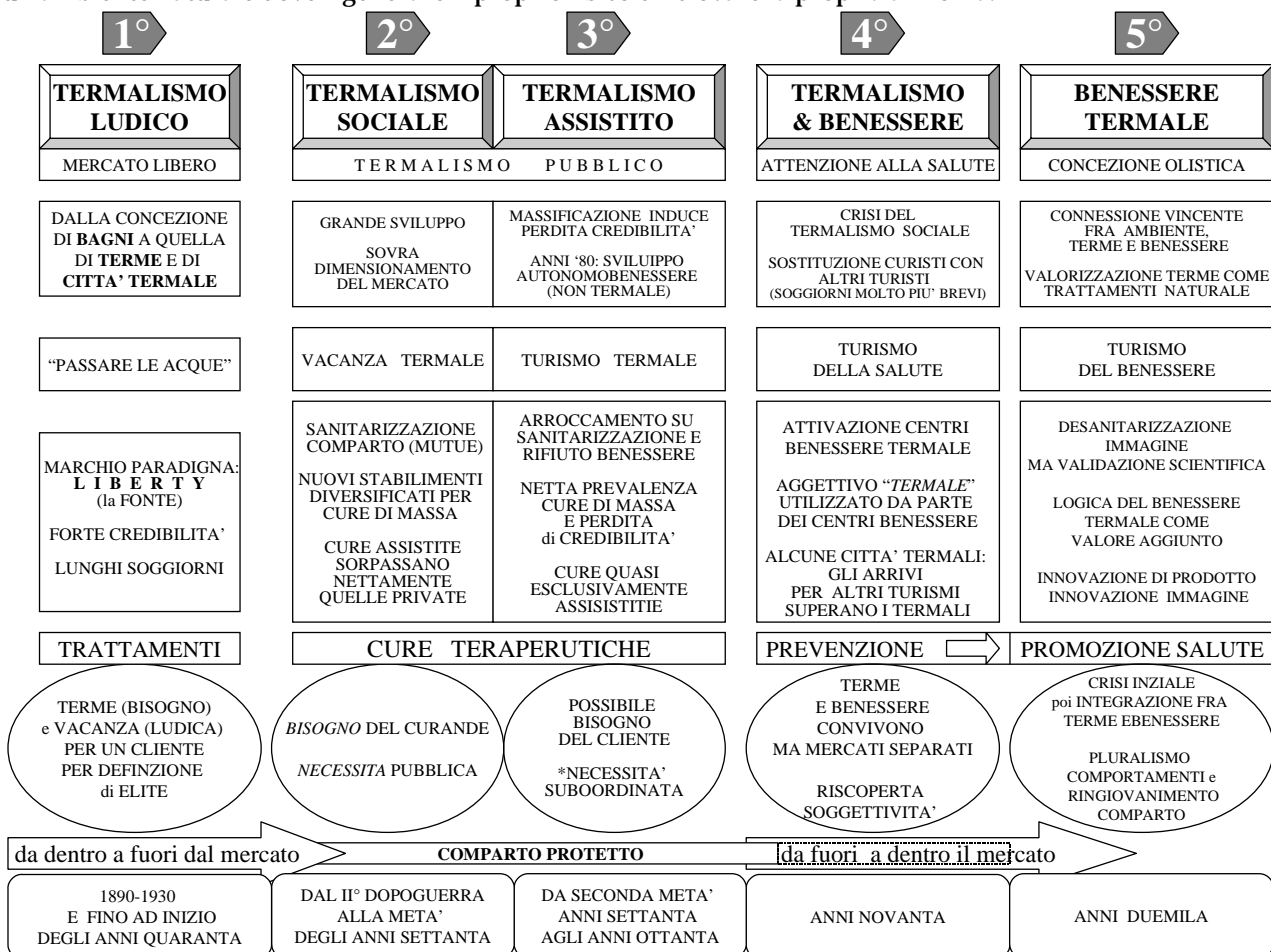 1°
2°
3°
4°
5°
TERMALISMO
LUDICO
TERMALISMO
SOCIALE
TERMALISMO
ASSISTITO
TERMALISMO
& BENESSERE
BENESSERE
TERMALE
MERCATO LIBERO
TERMALISMO PUBBLICO
ATTENZIONE ALLA SALUTE
CONCEZIONE OLISTICA
DALLA CONCEZIONE
DI BAGNI A QUELLA
DI TERME E DI
CITTA' TERMALE
GRANDE SVILUPPO
SOVRA
DIMENSIONAMENTO
DEL MERCATO
MASSIFICAZIONE INDUCE
PERDITA CREDIBILITA'
ANNI '80: SVILUIPPO
AUTONOMOBENESSERE
(NON TERMALE)
CRISI DEL
TERMALISMO SOCIALE
SOSTITUZIONE CURISTI CON
ALTRI TURISTI
(SOGGIORNI MOLTO PIU' BREVI)
CONNESSIONE VINCENTE
FRA AMBIENTE,
TERME E BENESSERE
VALORIZZAZIONE TERME COME
TRATTAMENTI NATURALE
"PASSARE LE ACQUE"
VACANZA TERMALE
TURISMO TERMALE
TURISMO
DELLA SALUTE
TURISMO
DEL BENESSERE
MARCHIO PARADIGNA:
LIBERTY
(la FONTE)
FORTE CREDIBILITA'
LUNGHI SOGGIORNI
SANITARIZZAZIONE
COMPARTO (MUTUE)
NUOVI STABILIMENTI
DIVERSIFICATI PER
CURE DI MASSA
CURE ASSISTITE
SORPASSANO
NETTAMENTE
QUELLE PRIVATE
ARROCCAMENTO SU
SANITARIZZAZIONE E
RIFIUTO BENESSERE
NETTA PREVALENZA
CURE DI MASSA
E PERDITA
di CREDIBILITA'
CURE QUASI
ESCLUSIVAMENTE
ASSISISTITIE
ATTIVAZIONE CENTRI
BENESSERE TERMALE
AGGETTIVO "TERMALE"
UTILIZZATO DA PARTE
DEI CENTRI BENESSERE
ALCUNE CITTA' TERMALI:
GLI ARRIVI
PER ALTRI TURISMI
SUPERANO I TERMALI
DESANITARIZZAZIONE
IMMAGINE
MA VALIDAZIONE SCIENTIFICA
LOGICA DEL BENESSERE
TERMALE COME
VALORE AGGIUNTO
INNOVAZIONE DI PRODOTTO
INNOVAZIONE IMMAGINE
TRATTAMENTI
CURE TERAPERUTICHE
PREVENZIONE
PROMOZIONE SALUTE
TERME (BISOGNO)
e VACANZA (LUDICA)
PER UN CLIENTE
PER DEFINZIONE
di ELITE
BISOGNO DEL CURANDE
NECESSITA PUBBLICA
POSSIBILE
BISOGNO
DEL CLIENTE
*NECESSITA'
SUBOORDINATA
TERME
E BENESSERE
CONVIVONO
MA MERCATI SEPARATI
RISCOPERTA
SOGGETTIVITA'
CRISI INZIALE
poi INTEGRAZIONE FRA
TERME EBENESSERE
PLURALISMO
COMPORTAMENTI e
RINGIOVANIMENTO
COMPARTO
da dentro a fuori dal mercato
COMPARTO PROTETTO
da fuori a dentro il mercato
1890-1930
E FINO AD INIZIO
DEGLI ANNI QUARANTA
DAL II° DOPOGUERRA
ALLA META'
DEGLI ANNI SETTANTA
DA SECONDA META'
ANNI SETTANTA
AGLI ANNI OTTANTA
ANNI NOVANTA
ANNI DUEMILA